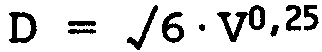 D = √6 · V^0,25